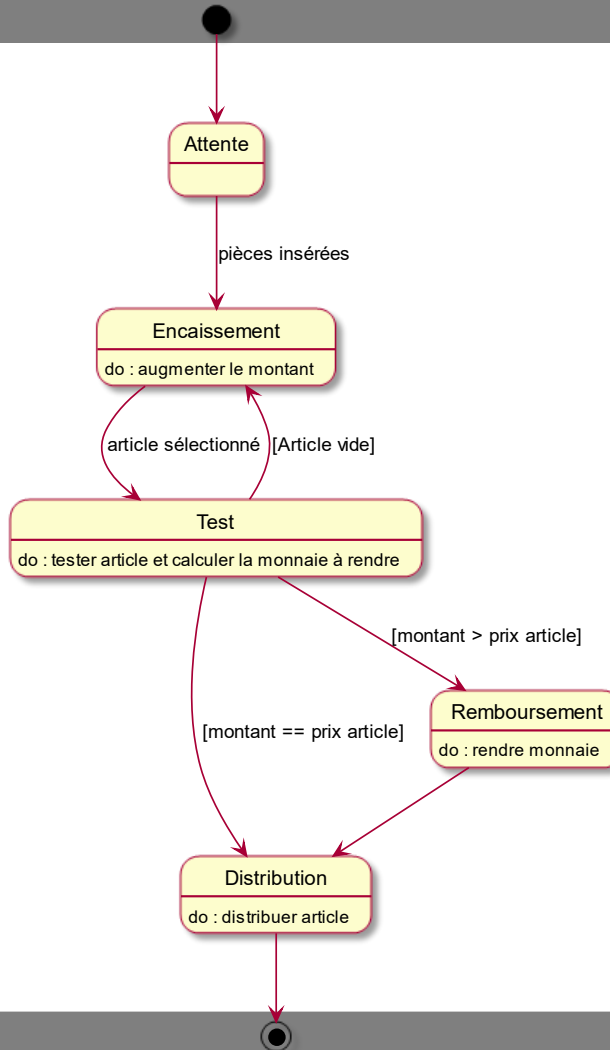 Attente
pièces insérées
Encaissement
do : augmenter le montant
article sélectionné
[Article vide]
Test
do : tester article et calculer la monnaie à rendre
[montant > prix article]
Remboursement
do : rendre monnaie
[montant == prix article]
Distribution
do : distribuer article